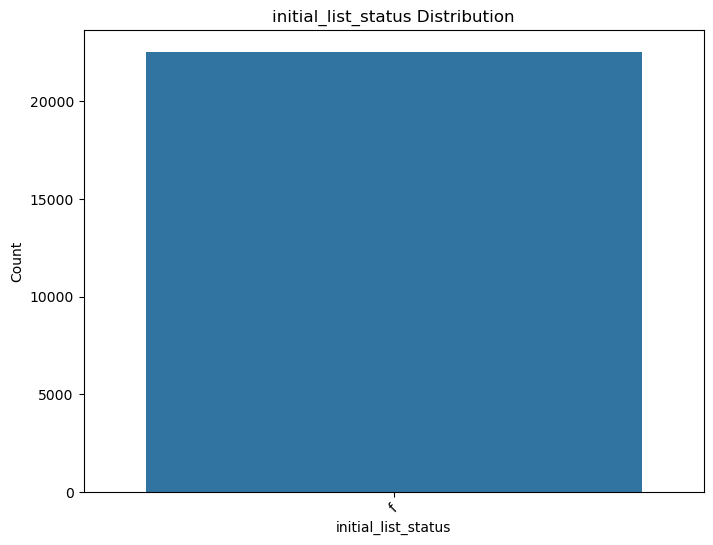 initial_list_status Distribution
20000
15000
10000
5000
0
Count
f
initial_list_status